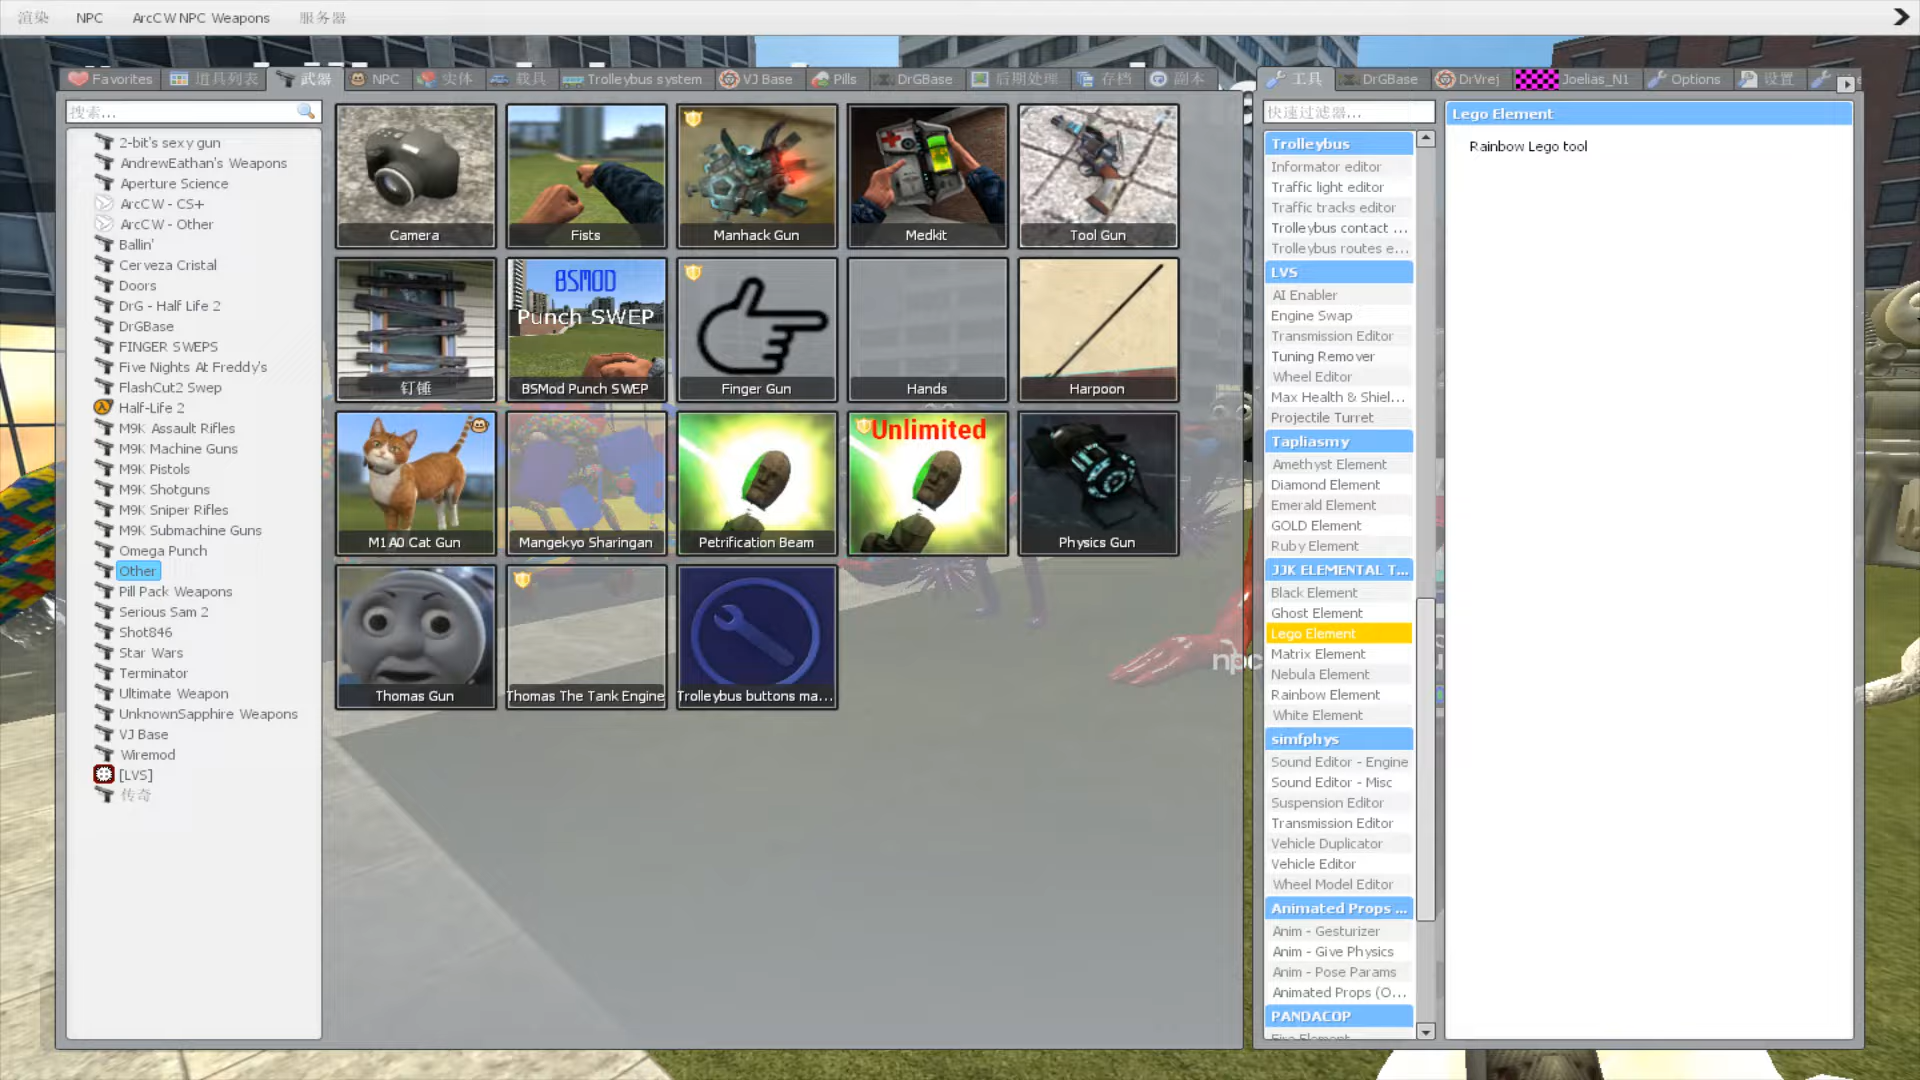 渲染 NPC ArcCW NPC Weapons 服务器
Favorites 道具列表 武器 NPC 实体 载具 Trolleybus system VJ Base Pills DrGBase 后期处理 存档 副本
工具 DrGBase DrVrej Joelias_N1 Options 设置
搜索...
2-bit's sexy gun
AndrewEathan's Weapons
Aperture Science
ArcCW - CS+
ArcCW - Other
Ballin'
Cerveza Cristal
Doors
DrG - Half Life 2
DrGBase
FINGER SWEPS
Five Nights At Freddy's
FlashCut2 Swep
Half-Life 2
M9K Assault Rifles
M9K Machine Guns
M9K Pistols
M9K Shotguns
M9K Sniper Rifles
M9K Submachine Guns
Omega Punch
Other
Pill Pack Weapons
Serious Sam 2
Shot846
Star Wars
Terminator
Ultimate Weapon
UnknownSapphire Weapons
VJ Base
Wiremod
[LVS]
传奇
Camera
Fists
Manhack Gun
Medkit
Tool Gun
钉锤
BSMOD
Punch SWEP
BSMod Punch SWEP
Finger Gun
Hands
Harpoon
M1A0 Cat Gun
Mangekyo Sharingan
Petrification Beam
Unlimited
Physics Gun
Thomas Gun
Thomas The Tank Engine
Trolleybus buttons ma...
npc
快速过滤器...
Trolleybus
Informator editor
Traffic light editor
Traffic tracks editor
Trolleybus contact ...
Trolleybus routes e...
LVS
AI Enabler
Engine Swap
Transmission Editor
Tuning Remover
Wheel Editor
Max Health & Shiel...
Projectile Turret
Tapliasmy
Amethyst Element
Diamond Element
Emerald Element
GOLD Element
Ruby Element
JJK ELEMENTAL T...
Black Element
Ghost Element
Lego Element
Matrix Element
Nebula Element
Rainbow Element
White Element
simfphys
Sound Editor - Engine
Sound Editor - Misc
Suspension Editor
Transmission Editor
Vehicle Duplicator
Vehicle Editor
Wheel Model Editor
Animated Props ...
Anim - Gesturizer
Anim - Give Physics
Anim - Pose Params
Animated Props (O...
PANDACOP
Fire Element
Lego Element
Rainbow Lego tool